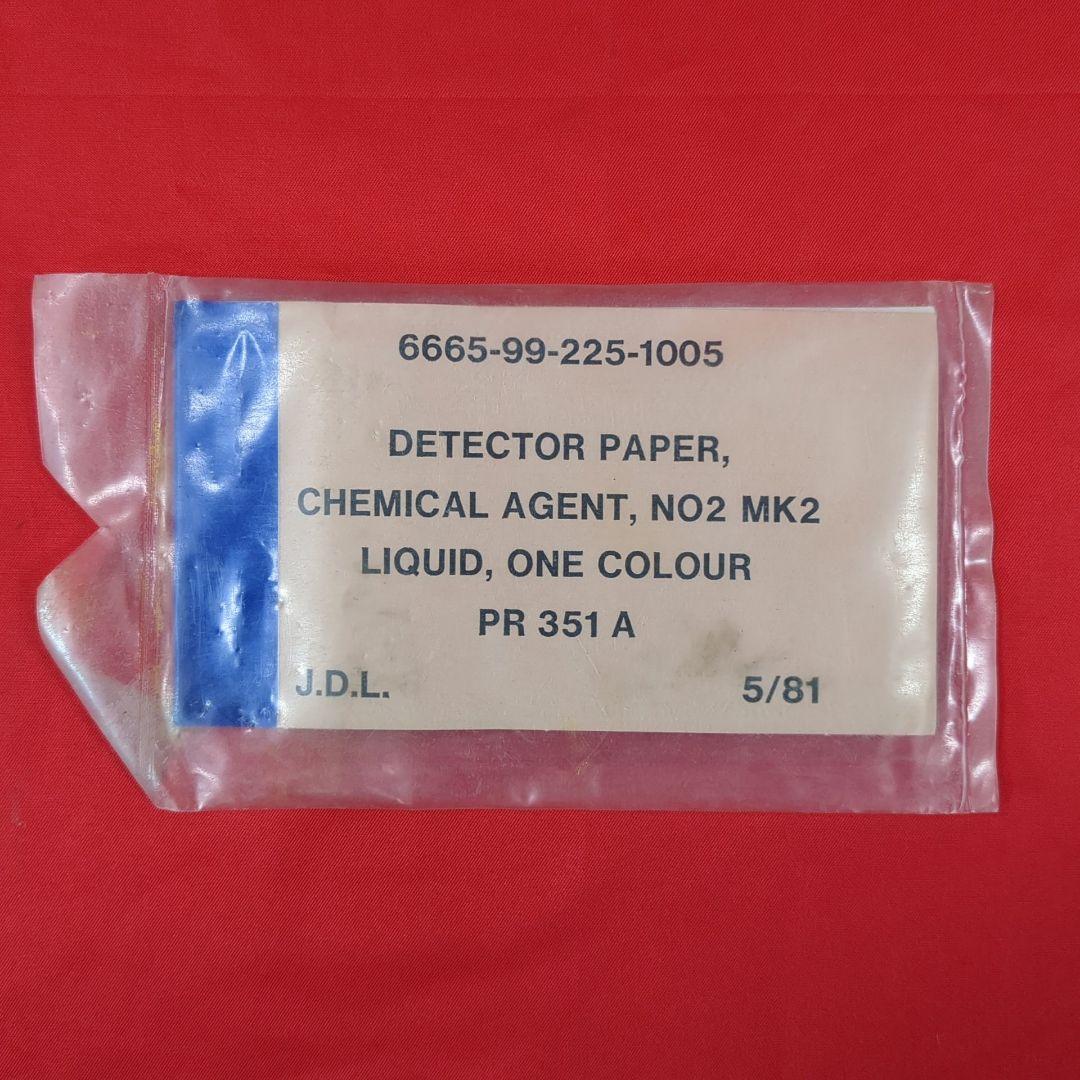 6665-99-225-1005
DETECTOR PAPER,
CHEMICAL AGENT, NO2 MK2
LIQUID, ONE COLOUR
PR 351 A
J.D.L. 5/81